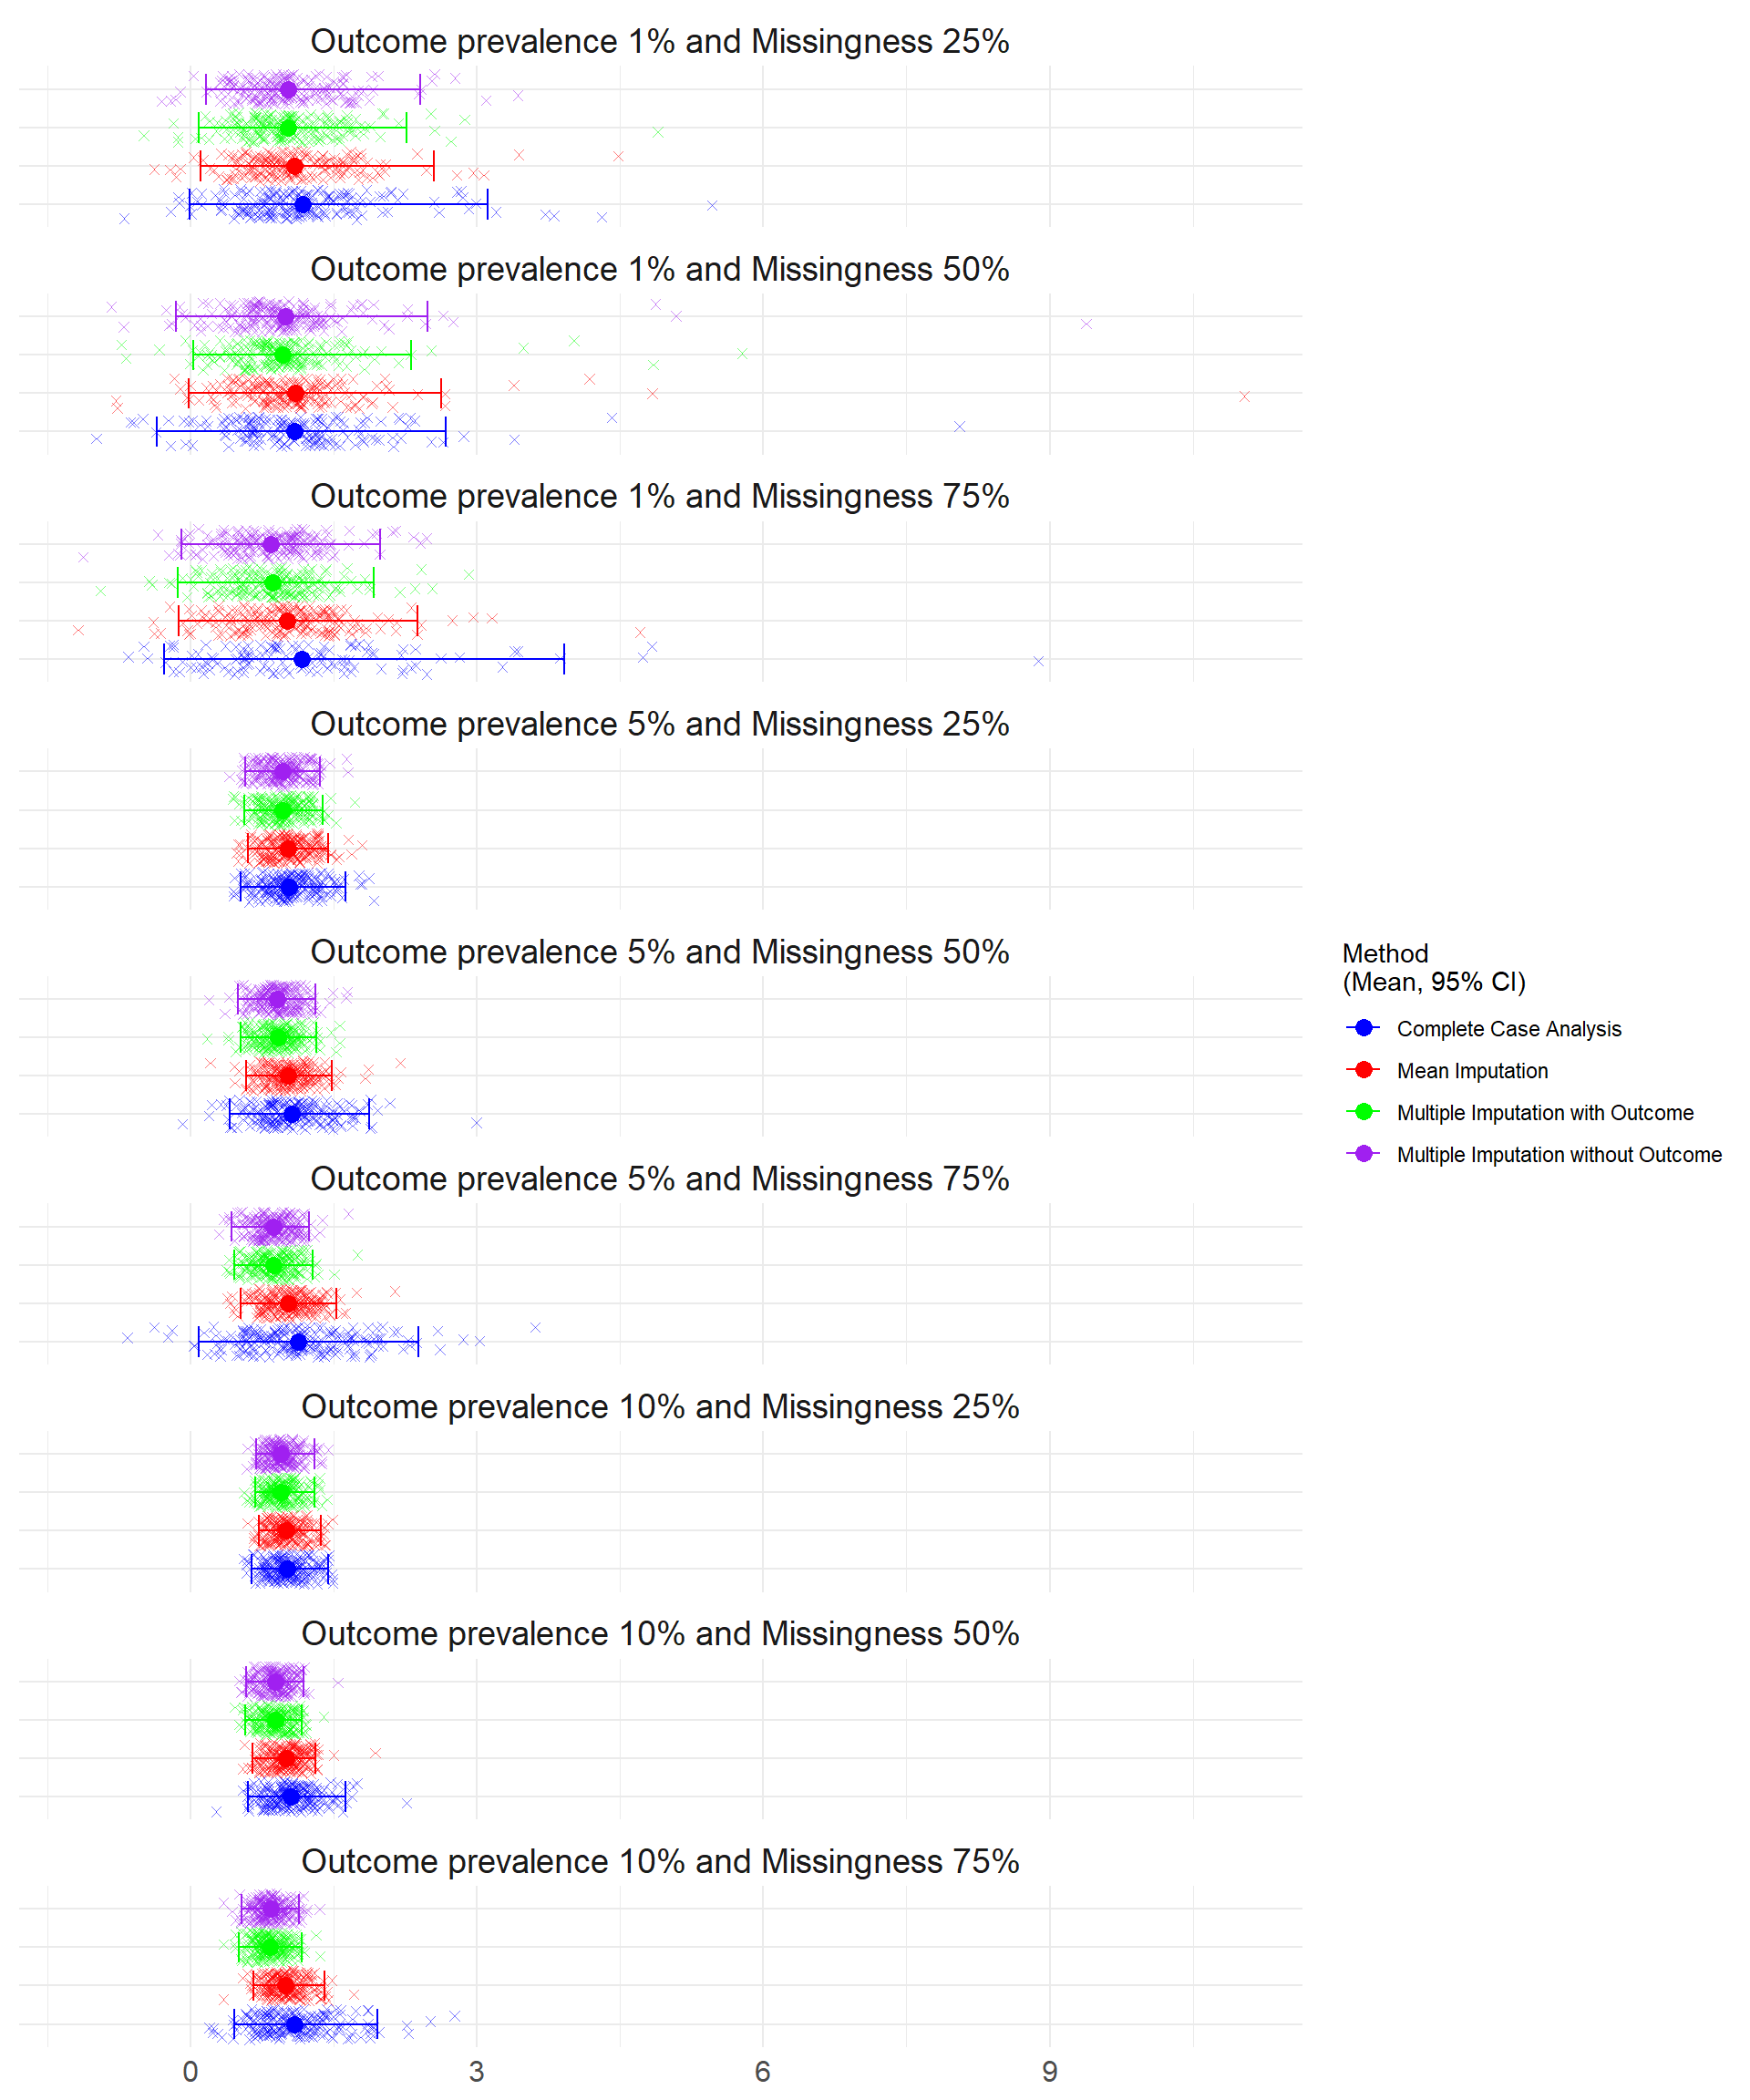 Outcome prevalence 1% and Missingness 25%
Outcome prevalence 1% and Missingness 50%
Outcome prevalence 1% and Missingness 75%
Outcome prevalence 5% and Missingness 25%
Outcome prevalence 5% and Missingness 50%
Outcome prevalence 5% and Missingness 75%
Outcome prevalence 10% and Missingness 25%
Outcome prevalence 10% and Missingness 50%
Outcome prevalence 10% and Missingness 75%
0 3 6 9
Method
(Mean, 95% CI)
Complete Case Analysis
Mean Imputation
Multiple Imputation with Outcome
Multiple Imputation without Outcome